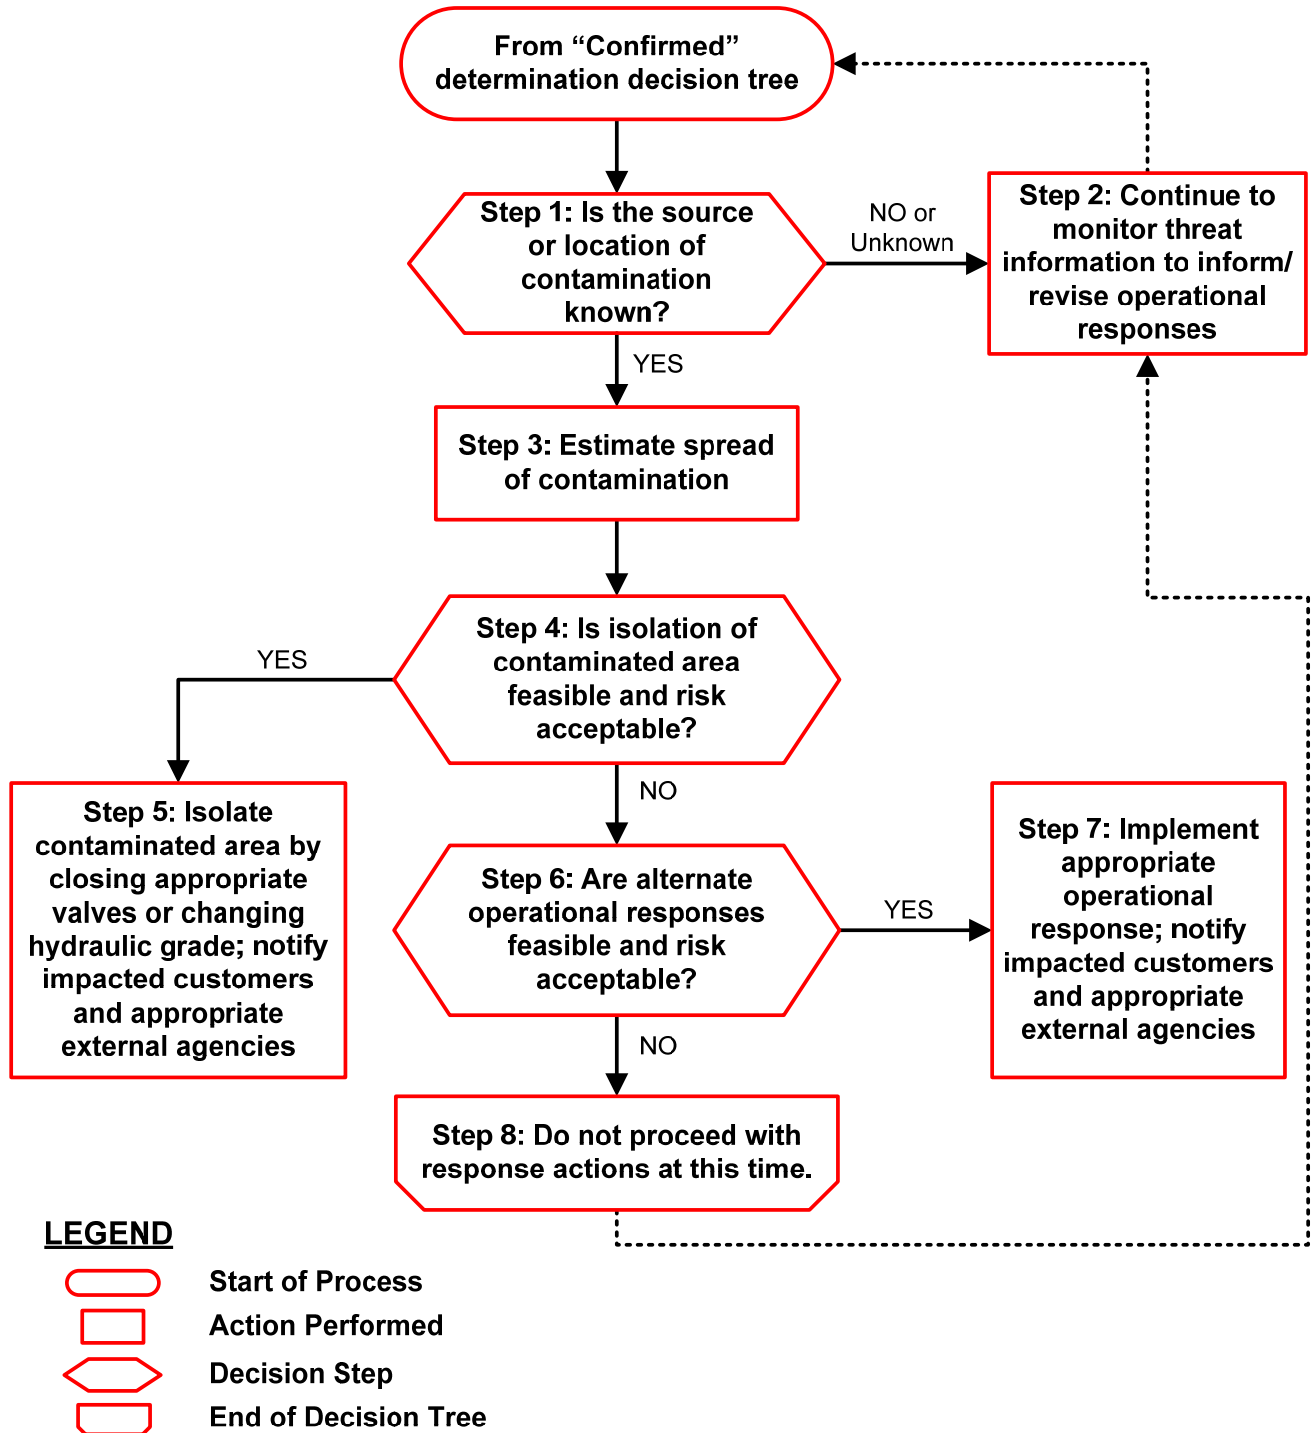 From “Confirmed”
determination decision tree
Step 1: Is the source
or location of
contamination
known?
NO or
Unknown
Step 2: Continue to
monitor threat
information to inform/
revise operational
responses
YES
Step 3: Estimate spread
of contamination
Step 4: Is isolation of
contaminated area
feasible and risk
acceptable?
YES
NO
Step 5: Isolate
contaminated area by
closing appropriate
valves or changing
hydraulic grade; notify
impacted customers
and appropriate
external agencies
Step 6: Are alternate
operational responses
feasible and risk
acceptable?
YES
Step 7: Implement
appropriate
operational
response; notify
impacted customers
and appropriate
external agencies
NO
Step 8: Do not proceed with
response actions at this time.
LEGEND
Start of Process
Action Performed
Decision Step
End of Decision Tree